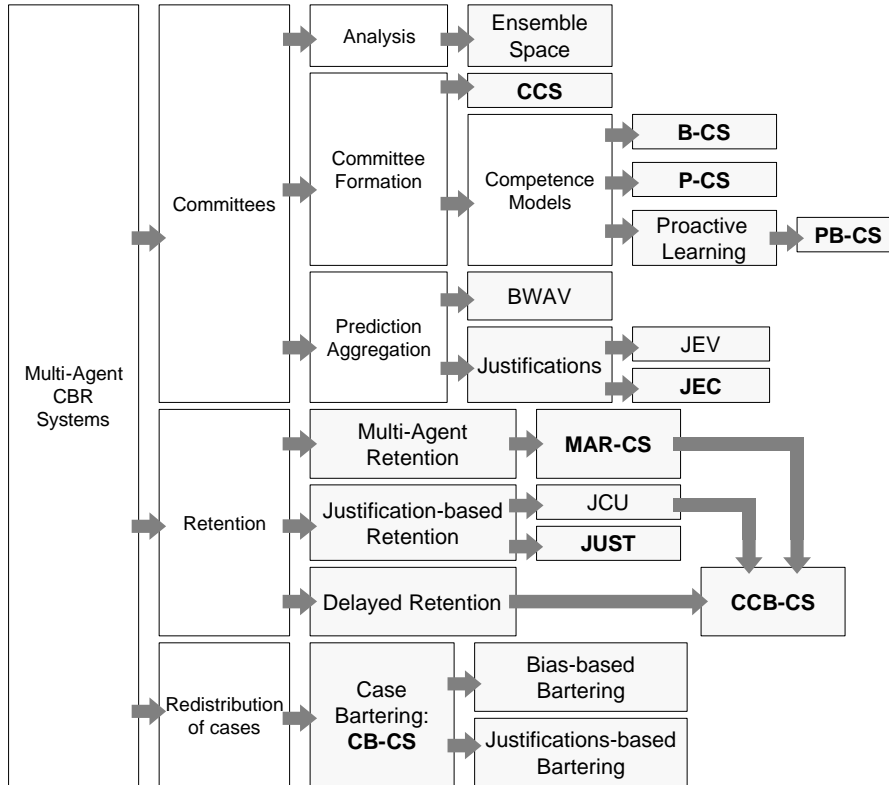 Multi-Agent
CBR
Systems
Committees
Analysis
Ensemble
Space
Committee
Formation
CCS
Competence
Models
B-CS
P-CS
Proactive
Learning
PB-CS
Prediction
Aggregation
BWAV
Justifications
JEV
JEC
Retention
Multi-Agent
Retention
MAR-CS
Justification-based
Retention
JCU
JUST
Delayed Retention
CCB-CS
Redistribution
of cases
Case
Bartering:
CB-CS
Bias-based
Bartering
Justifications-based
Bartering